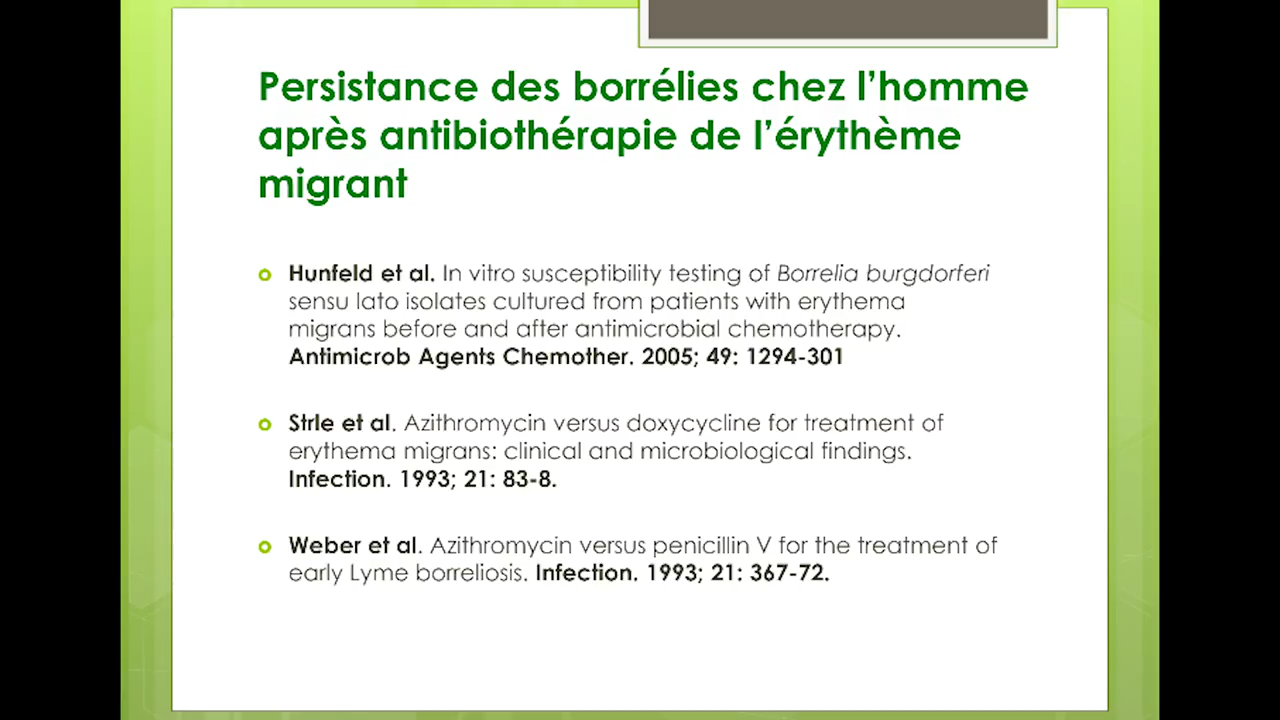 Persistance des borrélies chez l’homme
après antibiothérapie de l’érythème
migrant
Hunfeld et al. In vitro susceptibility testing of Borrelia burgdorferi
sensu lato isolates cultured from patients with erythema
migrans before and after antimicrobial chemotherapy.
Antimicrob Agents Chemother. 2005; 49: 1294-301
Strle et al. Azithromycin versus doxycycline for treatment of
erythema migrans: clinical and microbiological findings.
Infection. 1993; 21: 83-8.
Weber et al. Azithromycin versus penicillin V for the treatment of
early Lyme borreliosis. Infection. 1993; 21: 367-72.